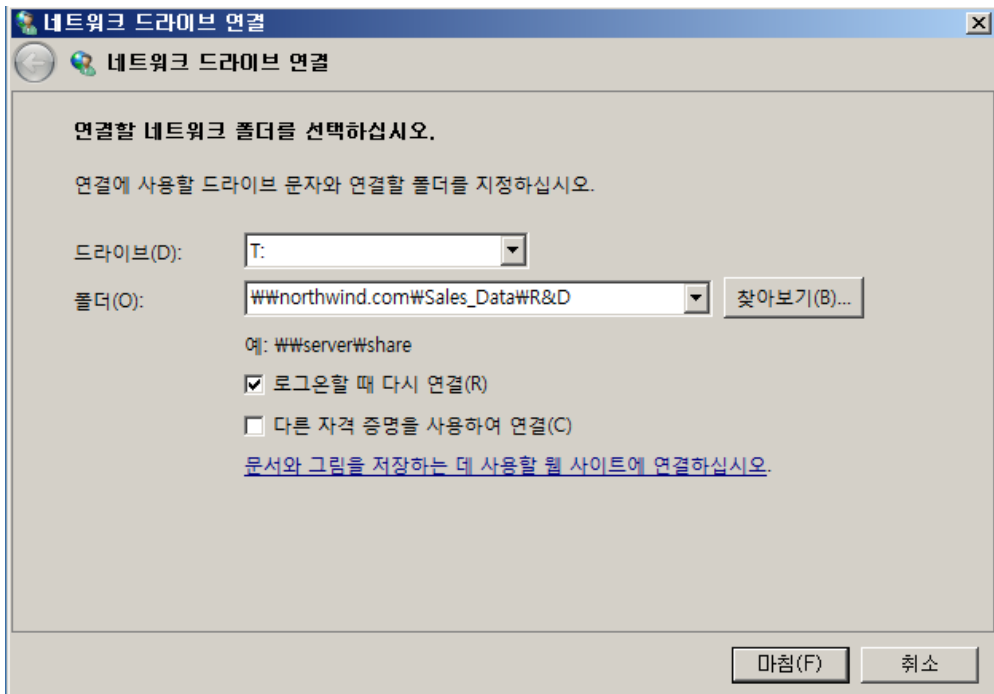 네트워크 드라이브 연결
네트워크 드라이브 연결
연결할 네트워크 폴더를 선택하십시오.
연결에 사용할 드라이브 문자와 연결할 폴더를 지정하십시오.
드라이브(D): T:
폴더(O): ₩₩northwind.com₩Sales_Data₩R&D 찾아보기(B)...
예: ₩₩server₩share
로그온할 때 다시 연결(R)
다른 자격 증명을 사용하여 연결(C)
문서와 그림을 저장하는 데 사용할 웹 사이트에 연결하십시오.
마침(F) 취소